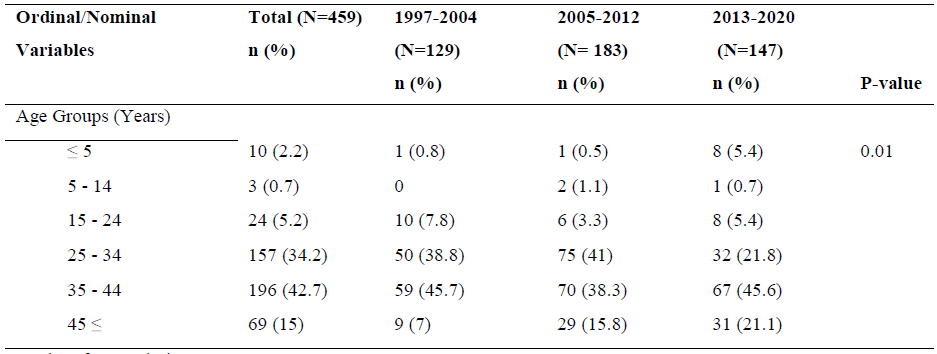 Ordinal/Nominal Total (N=459) 1997-2004 2005-2012 2013-2020
Variables n (%) (N=129) (N= 183) (N=147)
n (%) n (%) n (%) P-value
Age Groups (Years)
≤ 5 10 (2.2) 1 (0.8) 1 (0.5) 8 (5.4) 0.01
5 - 14 3 (0.7) 0 2 (1.1) 1 (0.7)
15 - 24 24 (5.2) 10 (7.8) 6 (3.3) 8 (5.4)
25 - 34 157 (34.2) 50 (38.8) 75 (41) 32 (21.8)
35 - 44 196 (42.7) 59 (45.7) 70 (38.3) 67 (45.6)
45 ≤ 69 (15) 9 (7) 29 (15.8) 31 (21.1)